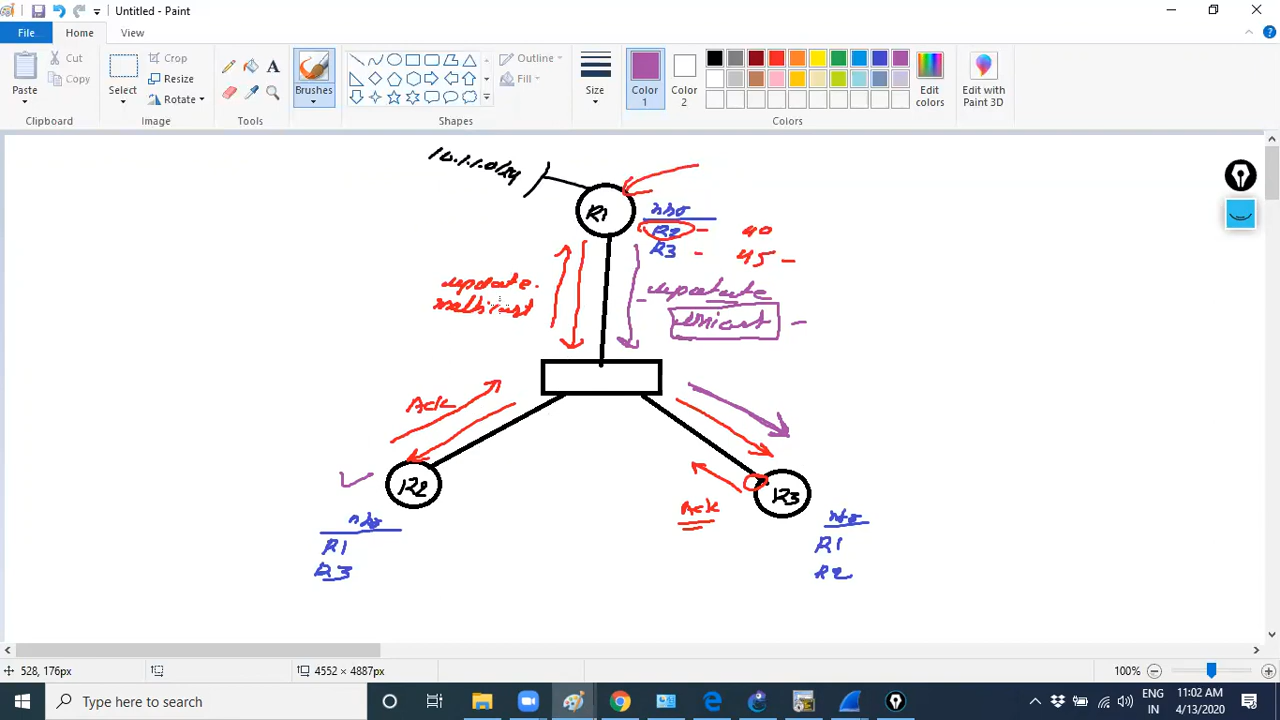 Untitled - Paint
File
Home
View
Paste
Cut
Copy
Clipboard
Select
Crop
Resize
Rotate
Image
A
Tools
Brushes
Shapes
Outline
Fill
Size
Color 1
Color 2
Edit colors
Edit with Paint 3D
Colors
10.1.1.0/24
R1
nbr
R2 - 40
R3 - 45 -
update
multicast
update
unicast -
Ack
R2
nbr
R1
R3
Ack
R3
nbr
R1
R2
528, 176px
4552 × 4887px
100%
Type here to search
ENG
IN
11:02 AM
4/13/2020